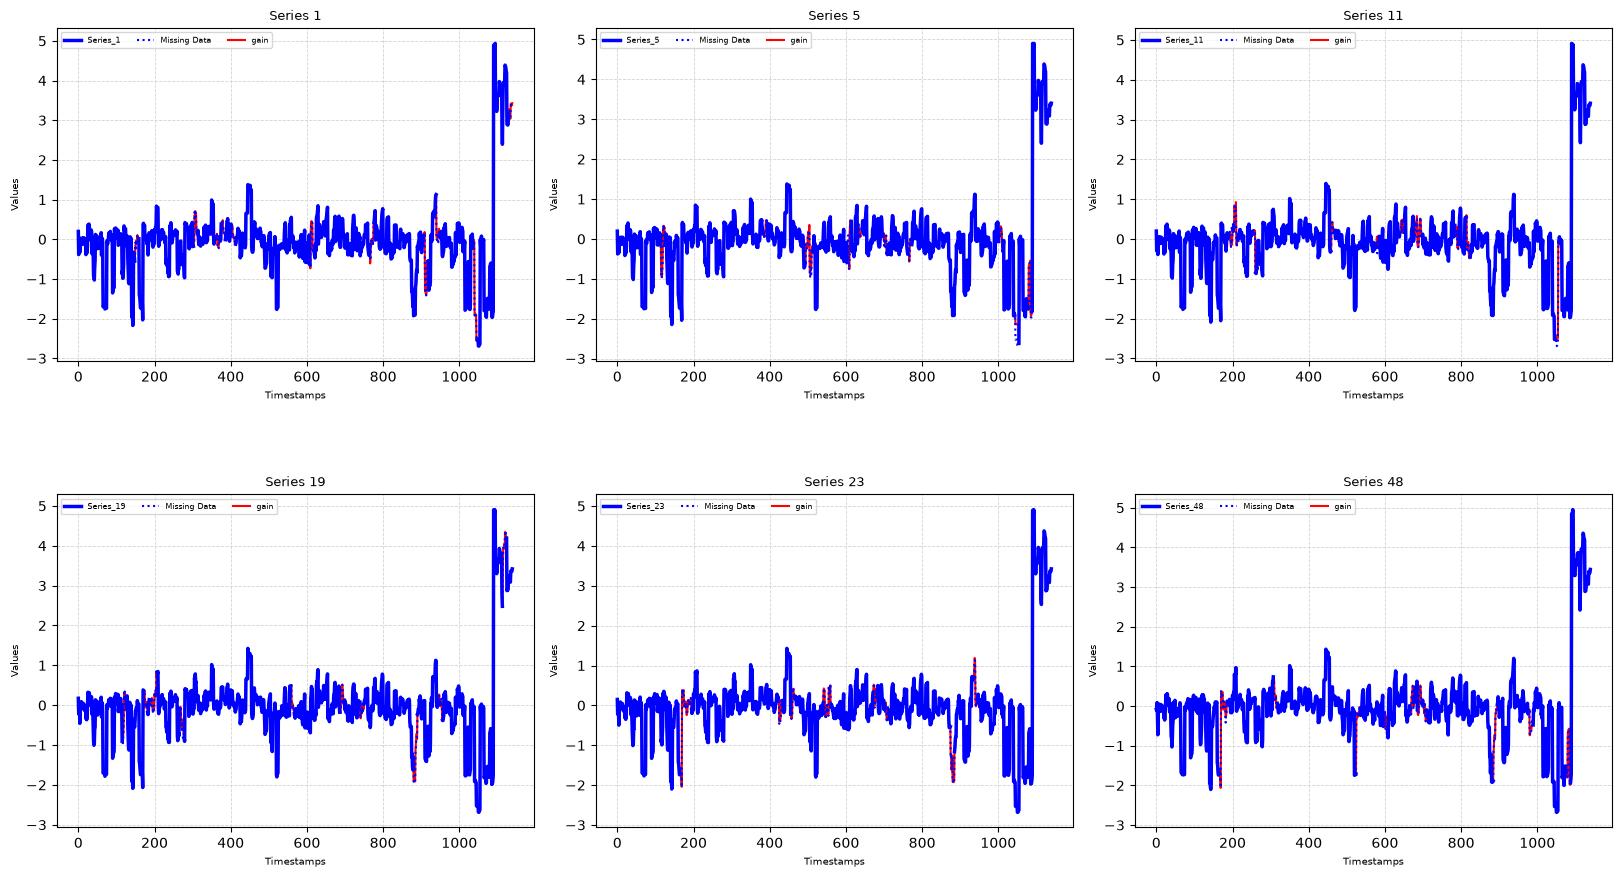 Series 1
Series_1 Missing Data gain
5
4
3
2
1
0
−1
−2
−3
Values
0 200 400 600 800 1000
Timestamps
Series 5
Series_5 Missing Data gain
5
4
3
2
1
0
−1
−2
−3
Values
0 200 400 600 800 1000
Timestamps
Series 11
Series_11 Missing Data gain
5
4
3
2
1
0
−1
−2
−3
Values
0 200 400 600 800 1000
Timestamps
Series 19
Series_19 Missing Data gain
5
4
3
2
1
0
−1
−2
−3
Values
0 200 400 600 800 1000
Timestamps
Series 23
Series_23 Missing Data gain
5
4
3
2
1
0
−1
−2
−3
Values
0 200 400 600 800 1000
Timestamps
Series 48
Series_48 Missing Data gain
5
4
3
2
1
0
−1
−2
−3
Values
0 200 400 600 800 1000
Timestamps